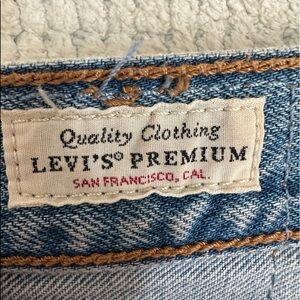 Quality Clothing
LEVI'S® PREMIUM
SAN FRANCISCO, CAL.